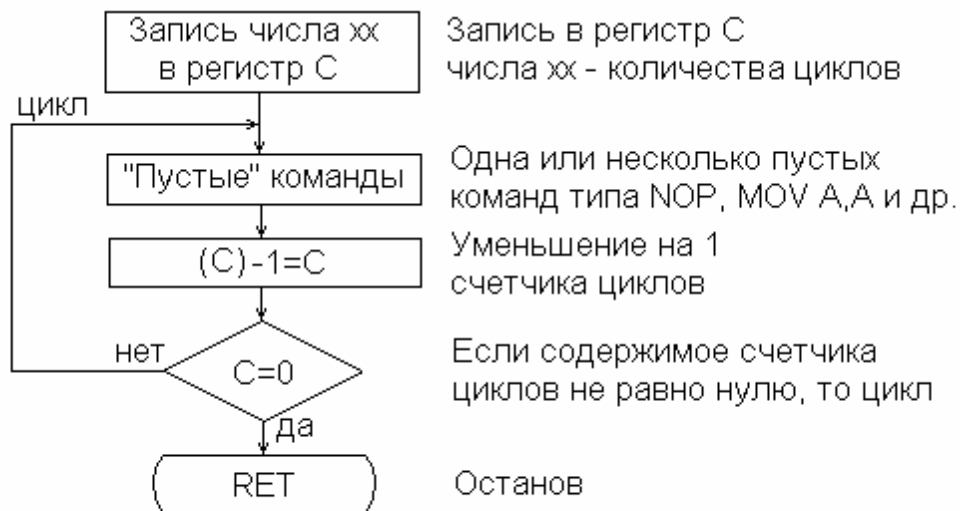 Запись числа xx
в регистр С
Запись в регистр С
числа xx - количества циклов
цикл
"Пустые" команды
Одна или несколько пустых
команд типа NOP, MOV A,A и др.
(С)-1=С
Уменьшение на 1
счетчика циклов
нет
С=0
Если содержимое счетчика
циклов не равно нулю, то цикл
да
RET
Останов